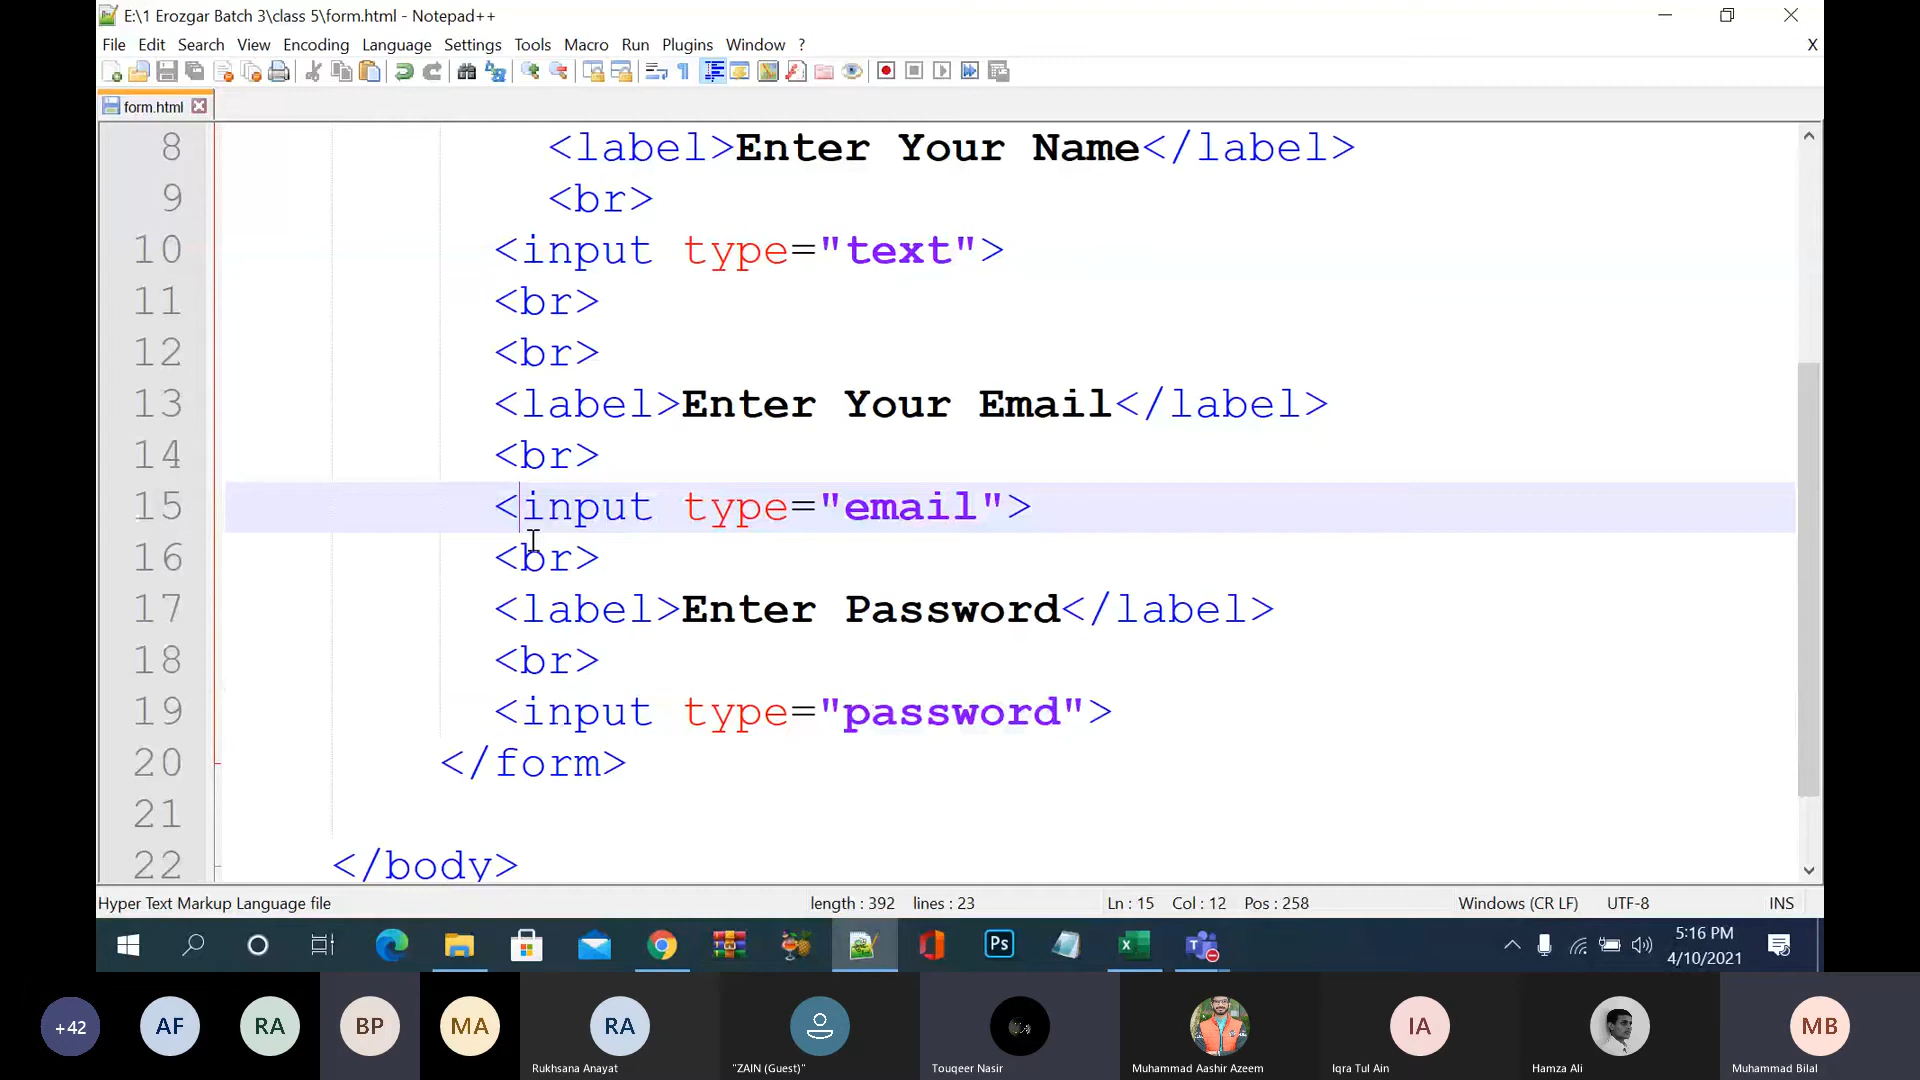 E:\1 Erozgar Batch 3\class 5\form.html - Notepad++
File Edit Search View Encoding Language Settings Tools Macro Run Plugins Window ? X
form.html
8 <label>Enter Your Name</label>
9 <br>
10 <input type="text">
11 <br>
12 <br>
13 <label>Enter Your Email</label>
14 <br>
15 <input type="email">
16 <br>
17 <label>Enter Password</label>
18 <br>
19 <input type="password">
20 </form>
21
22 </body>
Hyper Text Markup Language file length : 392 lines : 23 Ln : 15 Col : 12 Pos : 258 Windows (CR LF) UTF-8 INS
Ps
5:16 PM
4/10/2021
+42 AF RA BP MA RA IA MB
Rukhsana Anayat "ZAIN (Guest)" Touqeer Nasir Muhammad Aashir Azeem Iqra Tul Ain Hamza Ali Muhammad Bilal